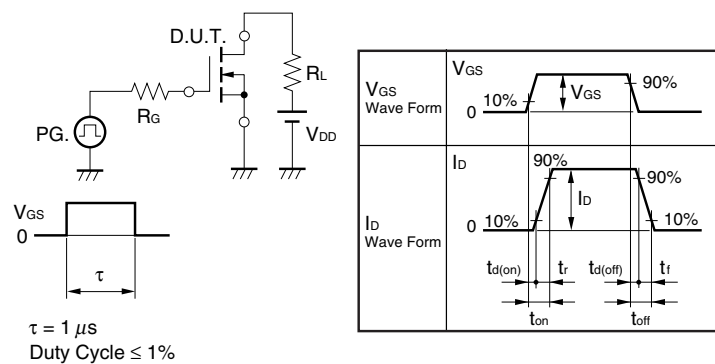 D.U.T.
RL
RG
PG.
VDD
VGS
0
τ
τ = 1 μs
Duty Cycle ≤ 1%
VGS
Wave Form
VGS
10%
0
VGS
90%
ID
Wave Form
ID
90%
90%
10%
0
ID
10%
td(on)
tr
td(off)
tf
ton
toff